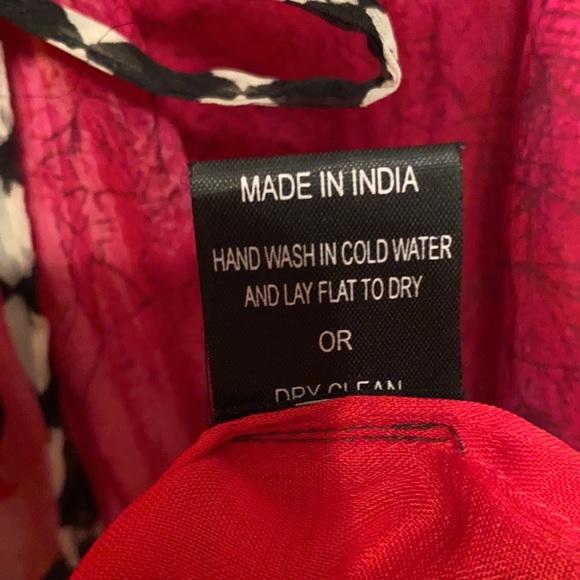 MADE IN INDIA
HAND WASH IN COLD WATER
AND LAY FLAT TO DRY
OR
DRY CLEAN